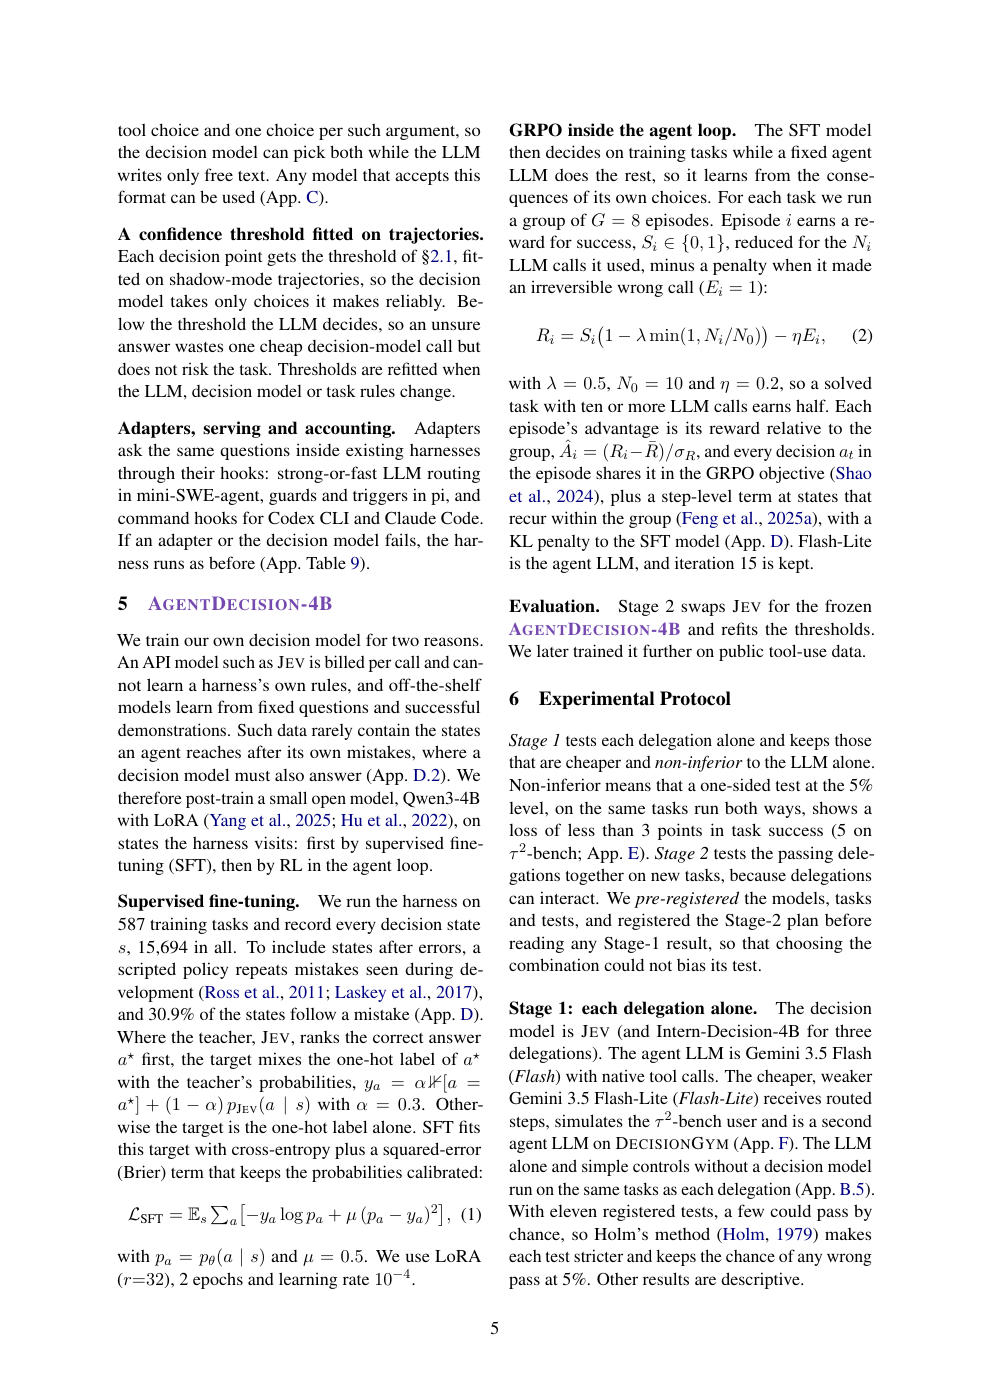 tool choice and one choice per such argument, so
the decision model can pick both while the LLM
writes only free text. Any model that accepts this
format can be used (App. C).
A confidence threshold fitted on trajectories.
Each decision point gets the threshold of §2.1, fit-
ted on shadow-mode trajectories, so the decision
model takes only choices it makes reliably. Be-
low the threshold the LLM decides, so an unsure
answer wastes one cheap decision-model call but
does not risk the task. Thresholds are refitted when
the LLM, decision model or task rules change.
Adapters, serving and accounting. Adapters
ask the same questions inside existing harnesses
through their hooks: strong-or-fast LLM routing
in mini-SWE-agent, guards and triggers in pi, and
command hooks for Codex CLI and Claude Code.
If an adapter or the decision model fails, the har-
ness runs as before (App. Table 9).
5 AGENTDECISION-4B
We train our own decision model for two reasons.
An API model such as JEV is billed per call and can-
not learn a harness's own rules, and off-the-shelf
models learn from fixed questions and successful
demonstrations. Such data rarely contain the states
an agent reaches after its own mistakes, where a
decision model must also answer (App. D.2). We
therefore post-train a small open model, Qwen3-4B
with LoRA (Yang et al., 2025; Hu et al., 2022), on
states the harness visits: first by supervised fine-
tuning (SFT), then by RL in the agent loop.
Supervised fine-tuning. We run the harness on
587 training tasks and record every decision state
s, 15,694 in all. To include states after errors, a
scripted policy repeats mistakes seen during de-
velopment (Ross et al., 2011; Laskey et al., 2017),
and 30.9% of the states follow a mistake (App. D).
Where the teacher, JEV, ranks the correct answer
a⋆ first, the target mixes the one-hot label of a⋆
with the teacher's probabilities, yₐ = α⊮[a =
a⋆] + (1 − α) p_JEV(a | s) with α = 0.3. Other-
wise the target is the one-hot label alone. SFT fits
this target with cross-entropy plus a squared-error
(Brier) term that keeps the probabilities calibrated:
ℒ_SFT = 𝔼ₛ ∑ₐ[−yₐ log pₐ + μ (pₐ − yₐ)²], (1)
with pₐ = p_θ(a | s) and μ = 0.5. We use LoRA
(r=32), 2 epochs and learning rate 10⁻⁴.
GRPO inside the agent loop. The SFT model
then decides on training tasks while a fixed agent
LLM does the rest, so it learns from the conse-
quences of its own choices. For each task we run
a group of G = 8 episodes. Episode i earns a re-
ward for success, Sᵢ ∈ {0, 1}, reduced for the Nᵢ
LLM calls it used, minus a penalty when it made
an irreversible wrong call (Eᵢ = 1):
Rᵢ = Sᵢ(1 − λ min(1, Nᵢ/N₀)) − ηEᵢ, (2)
with λ = 0.5, N₀ = 10 and η = 0.2, so a solved
task with ten or more LLM calls earns half. Each
episode's advantage is its reward relative to the
group, Âᵢ = (Rᵢ−R̄)/σ_R, and every decision aₜ in
the episode shares it in the GRPO objective (Shao
et al., 2024), plus a step-level term at states that
recur within the group (Feng et al., 2025a), with a
KL penalty to the SFT model (App. D). Flash-Lite
is the agent LLM, and iteration 15 is kept.
Evaluation. Stage 2 swaps JEV for the frozen
AGENTDECISION-4B and refits the thresholds.
We later trained it further on public tool-use data.
6 Experimental Protocol
Stage 1 tests each delegation alone and keeps those
that are cheaper and non-inferior to the LLM alone.
Non-inferior means that a one-sided test at the 5%
level, on the same tasks run both ways, shows a
loss of less than 3 points in task success (5 on
τ²-bench; App. E). Stage 2 tests the passing dele-
gations together on new tasks, because delegations
can interact. We pre-registered the models, tasks
and tests, and registered the Stage-2 plan before
reading any Stage-1 result, so that choosing the
combination could not bias its test.
Stage 1: each delegation alone. The decision
model is JEV (and Intern-Decision-4B for three
delegations). The agent LLM is Gemini 3.5 Flash
(Flash) with native tool calls. The cheaper, weaker
Gemini 3.5 Flash-Lite (Flash-Lite) receives routed
steps, simulates the τ²-bench user and is a second
agent LLM on DECISIONGYM (App. F). The LLM
alone and simple controls without a decision model
run on the same tasks as each delegation (App. B.5).
With eleven registered tests, a few could pass by
chance, so Holm's method (Holm, 1979) makes
each test stricter and keeps the chance of any wrong
pass at 5%. Other results are descriptive.
5